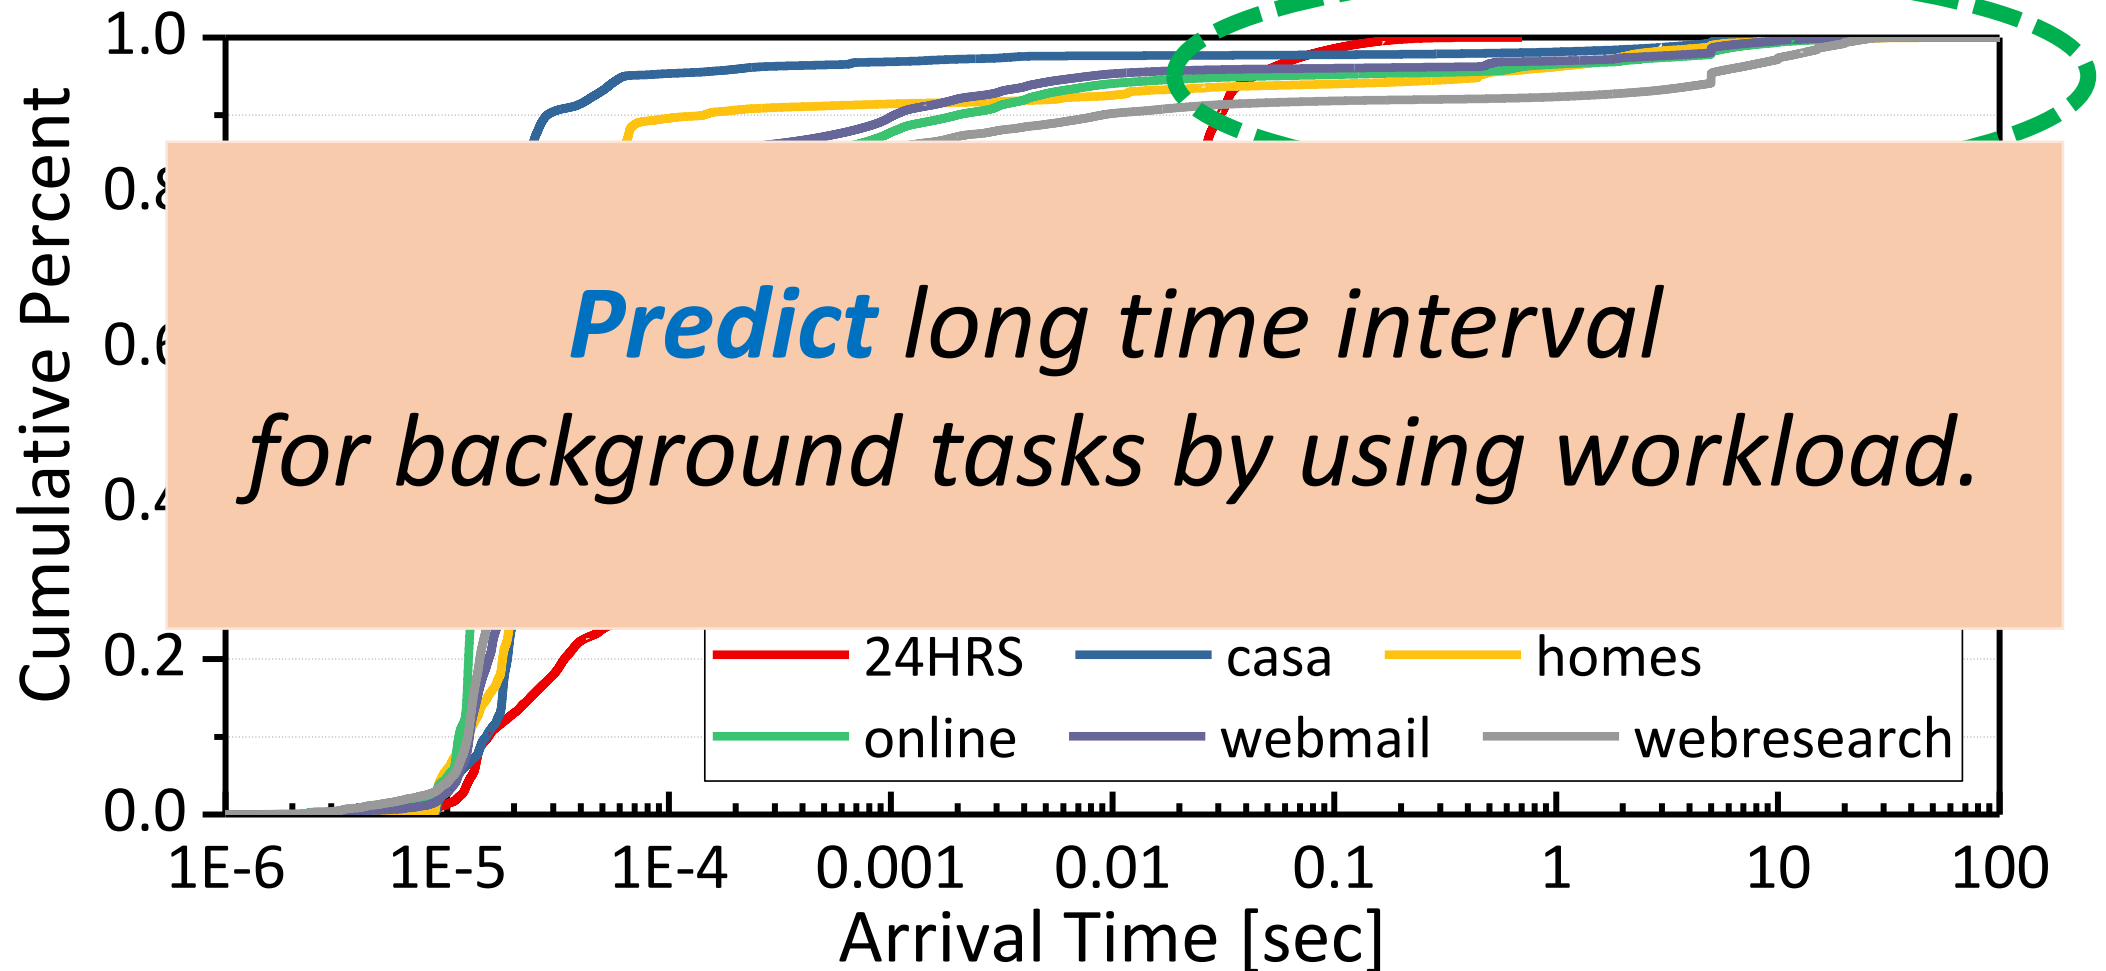 1.0
0.8
0.6
0.4
0.2
0.0
Cumulative Percent
Predict long time interval
for background tasks by using workload.
24HRS casa homes
online webmail webresearch
1E-6 1E-5 1E-4 0.001 0.01 0.1 1 10 100
Arrival Time [sec]